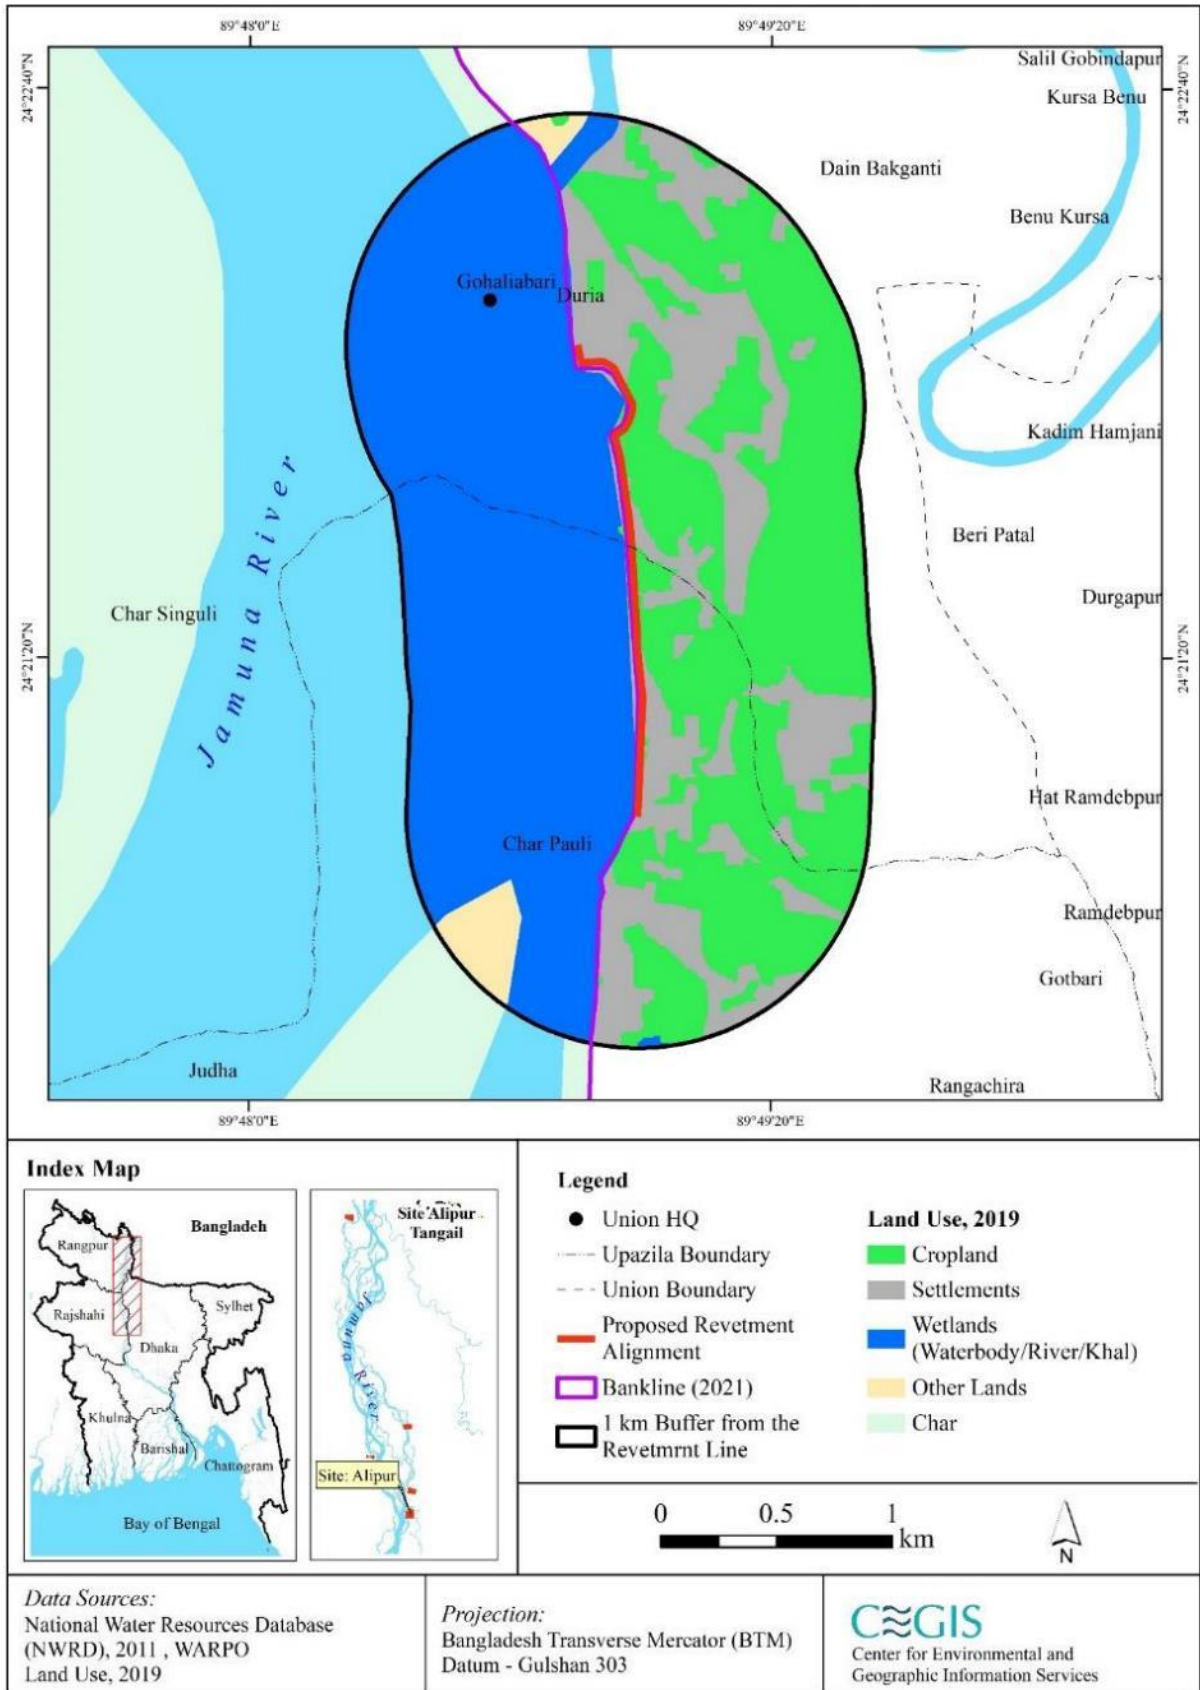 89°48'0"E
89°49'20"E
24°22'40"N
24°22'40"N
Salil Gobindapur
Kursa Benu
Dain Bakganti
Benu Kursa
Gohaliabari
Duria
Kadim Hamjani
Jamuna River
Beri Patal
Char Singuli
Durgapur
24°21'20"N
24°21'20"N
Hat Ramdebpur
Char Pauli
Ramdebpur
Gotbari
Judha
Rangachira
89°48'0"E
89°49'20"E
Index Map
Bangladeh
Rangpur
Rajshahi
Sylhet
Dhaka
Khulna
Barishal
Chattogram
Bay of Bengal
Site Alipur
Tangail
Jamuna River
Site: Alipur
Legend
Union HQ
Upazila Boundary
Union Boundary
Proposed Revetment
Alignment
Bankline (2021)
1 km Buffer from the
Revetmrnt Line
Land Use, 2019
Cropland
Settlements
Wetlands
(Waterbody/River/Khal)
Other Lands
Char
0 0.5 1
km
N
Data Sources:
National Water Resources Database
(NWRD), 2011 , WARPO
Land Use, 2019
Projection:
Bangladesh Transverse Mercator (BTM)
Datum - Gulshan 303
CEGIS
Center for Environmental and
Geographic Information Services